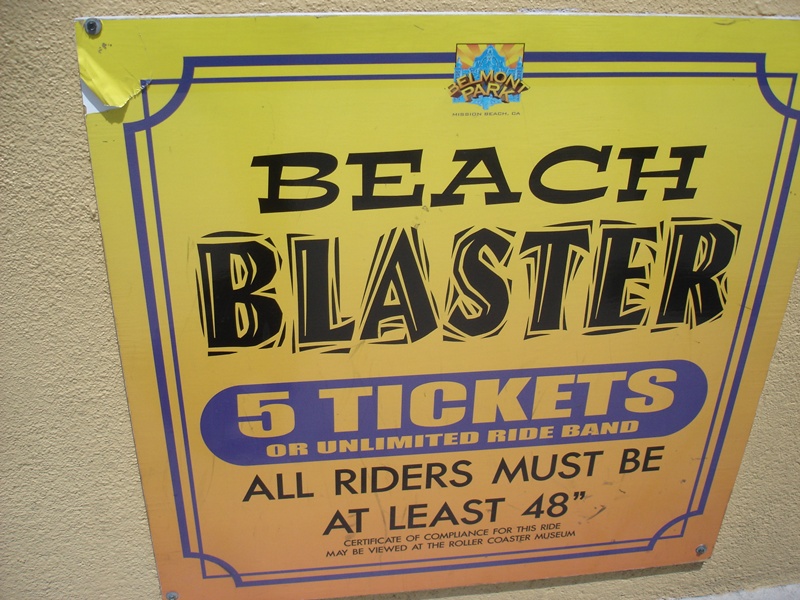 BELMONT
PARK
MISSION BEACH, CA
BEACH
BLASTER
5 TICKETS
OR UNLIMITED RIDE BAND
ALL RIDERS MUST BE
AT LEAST 48”
CERTIFICATE OF COMPLIANCE FOR THIS RIDE
MAY BE VIEWED AT THE ROLLER COASTER MUSEUM